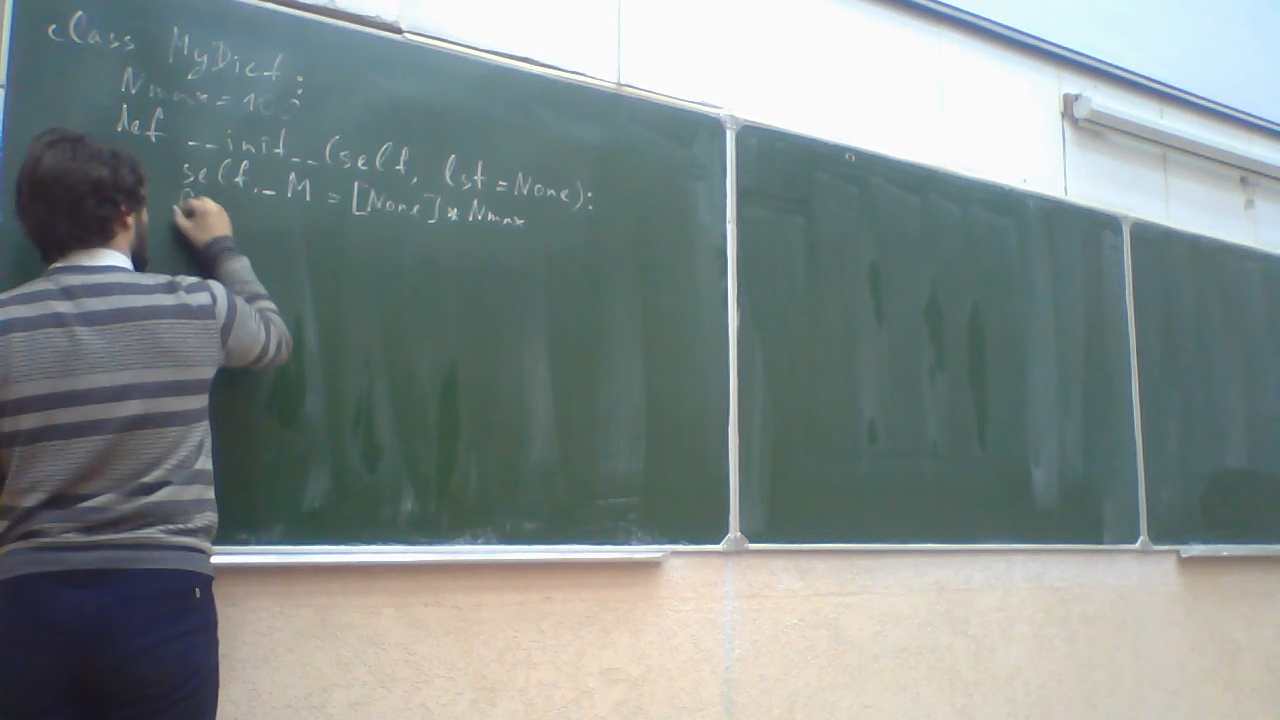 class MyDict:
Nmax = 100
def __init__(self, lst = None):
self._M = [None] * Nmax